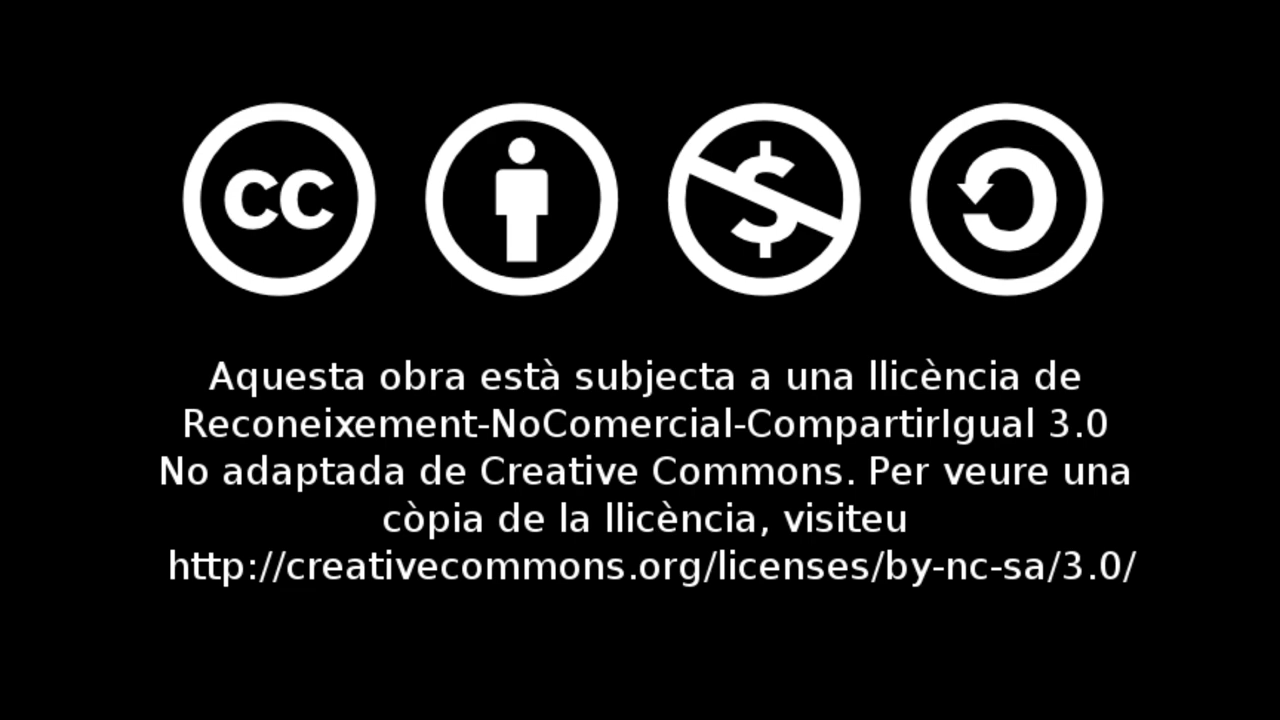 cc
$
Aquesta obra està subjecta a una llicència de
Reconeixement-NoComercial-CompartirIgual 3.0
No adaptada de Creative Commons. Per veure una
còpia de la llicència, visiteu
http://creativecommons.org/licenses/by-nc-sa/3.0/